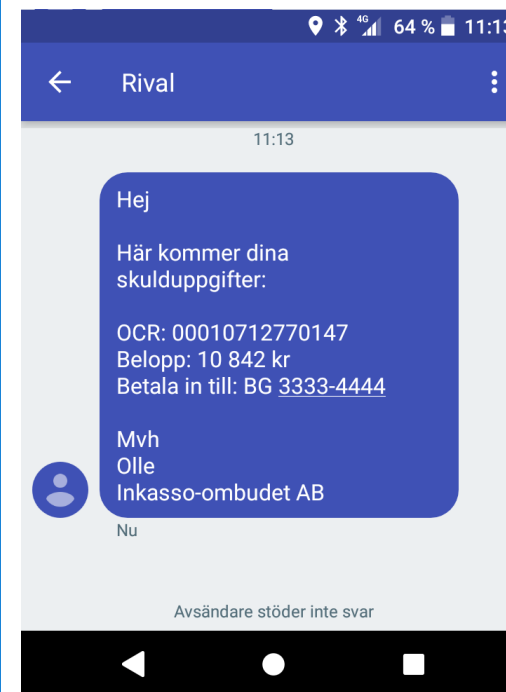 4G 64 % 11:13
Rival
11:13
Hej
Här kommer dina
skulduppgifter:
OCR: 00010712770147
Belopp: 10 842 kr
Betala in till: BG 3333-4444
Mvh
Olle
Inkasso-ombudet AB
Nu
Avsändare stöder inte svar